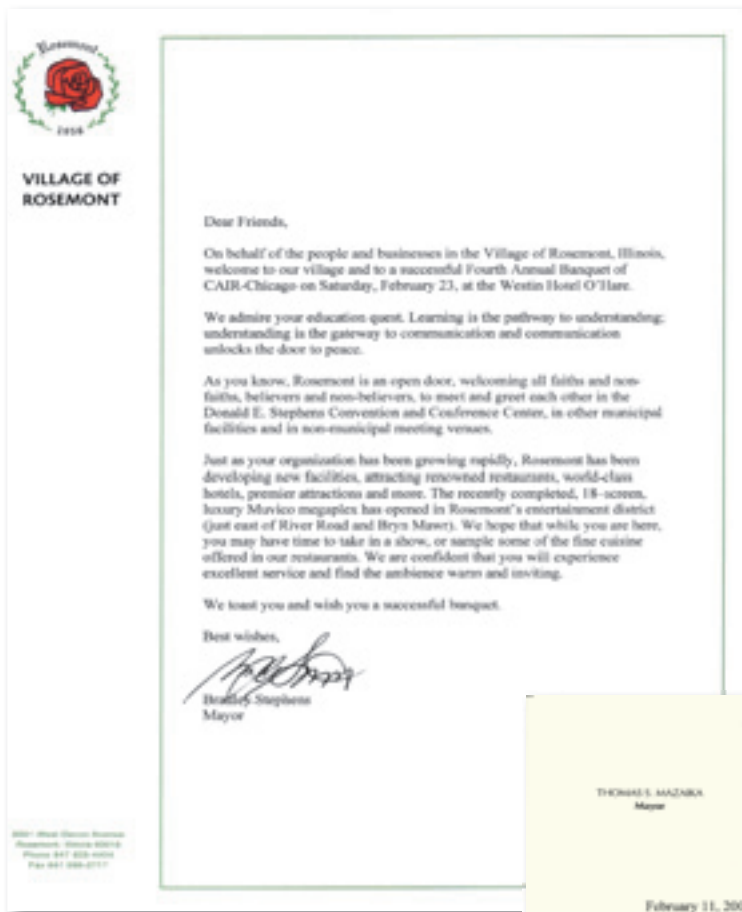 Rosemont
1956
VILLAGE OF
ROSEMONT
Dear Friends,
On behalf of the people and businesses in the Village of Rosemont, Illinois,
welcome to our village and to a successful Fourth Annual Banquet of
CAIR-Chicago on Saturday, February 23, at the Westin Hotel O'Hare.
We admire your education quest. Learning is the pathway to understanding;
understanding is the gateway to communication and communication
unlocks the door to peace.
As you know, Rosemont is an open door, welcoming all faiths and non-
faiths, believers and non-believers, to meet and greet each other in the
Donald E. Stephens Convention and Conference Center, in other municipal
facilities and in non-municipal meeting venues.
Just as your organization has been growing rapidly, Rosemont has been
developing new facilities, attracting renowned restaurants, world-class
hotels, premier attractions and more. The recently completed, 18-screen,
luxury Muvico megaplex has opened in Rosemont's entertainment district
(just east of River Road and Bryn Mawr). We hope that while you are here,
you may have time to take in a show, or sample some of the fine cuisine
offered in our restaurants. We are confident that you will experience
excellent service and find the ambience warm and inviting.
We toast you and wish you a successful banquet.
Best wishes,
Bradley Stephens
Mayor
THOMAS S. MAZAIKA
Mayor
February 11, 200
West Devon Avenue
Rosemont, Illinois 60018
Phone 847
Fax 847